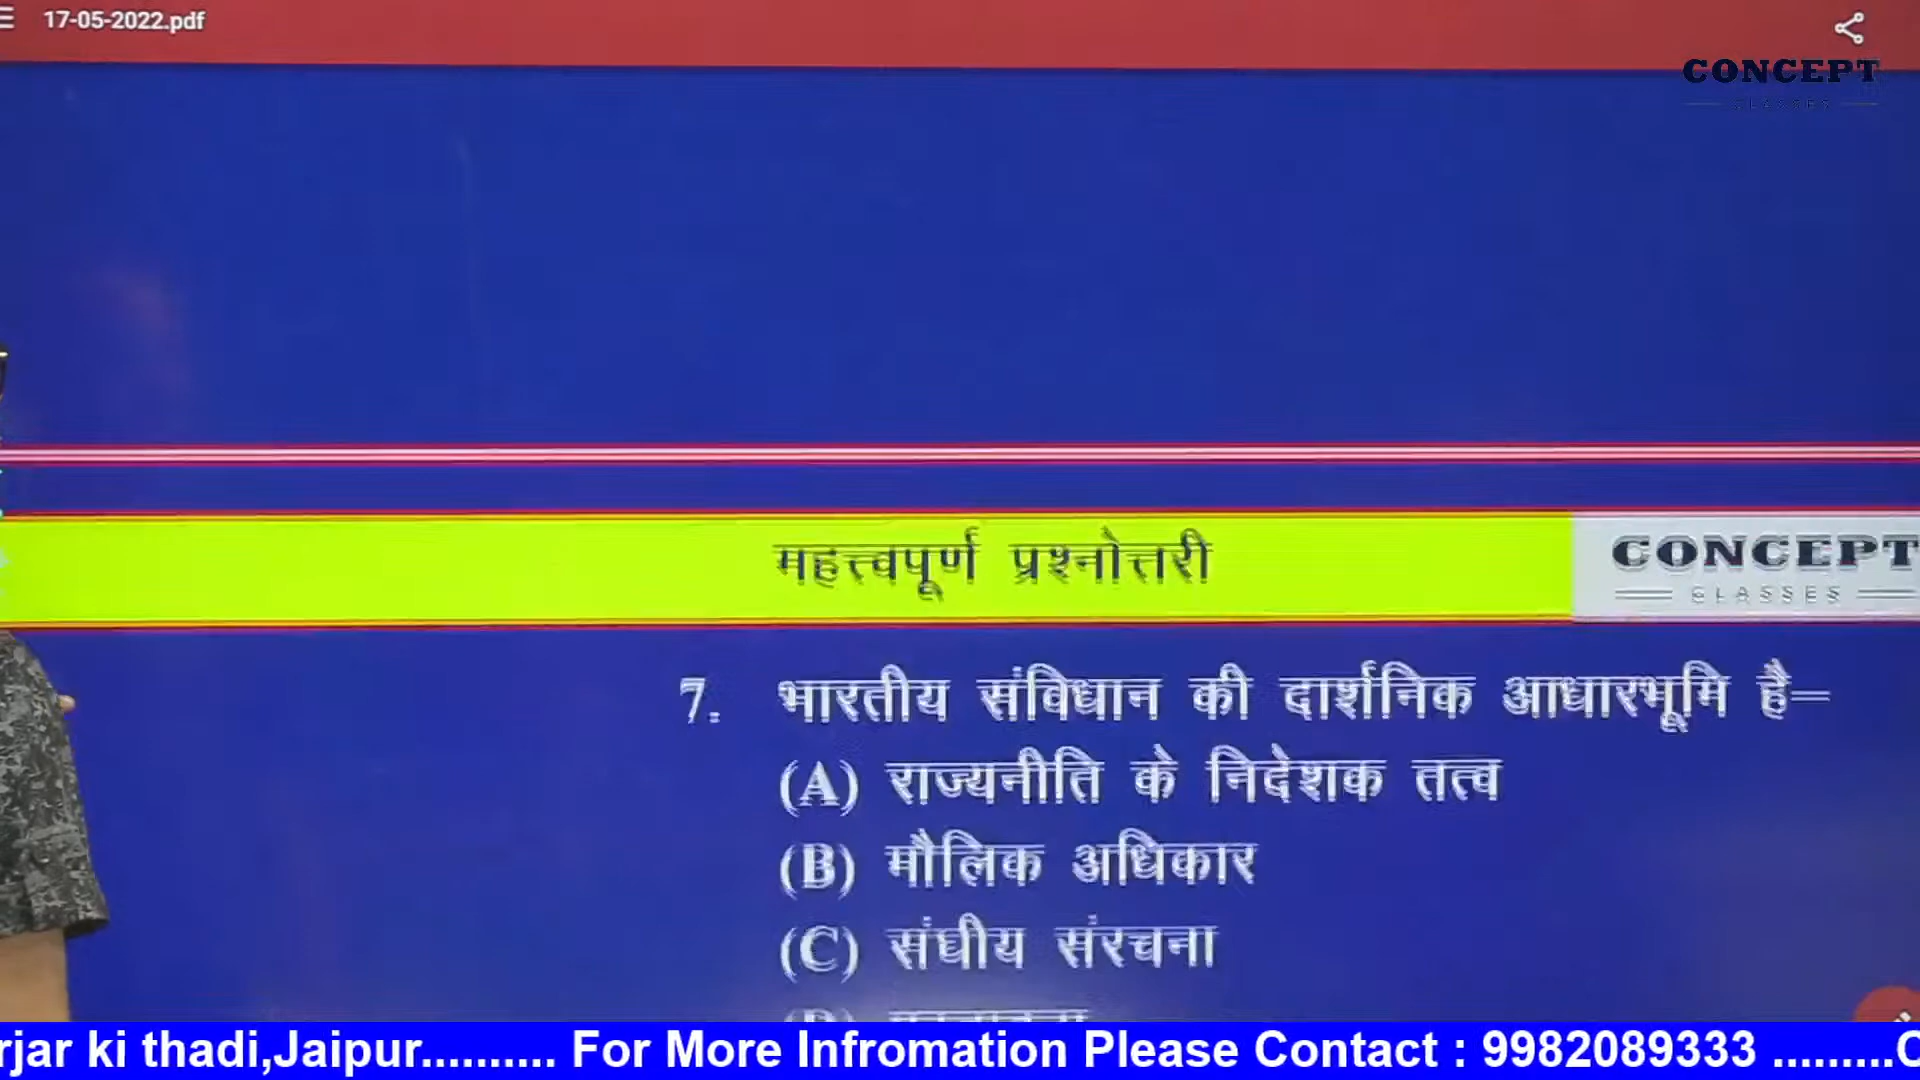 17-05-2022.pdf
CONCEPT
CLASSES
महत्त्वपूर्ण प्रश्नोत्तरी
CONCEPT
CLASSES
7. भारतीय संविधान की दार्शनिक आधारभूमि है—
(A) राज्यनीति के निदेशक तत्व
(B) मौलिक अधिकार
(C) संघीय संरचना
rjar ki thadi,Jaipur.......... For More Infromation Please Contact : 9982089333 .........C